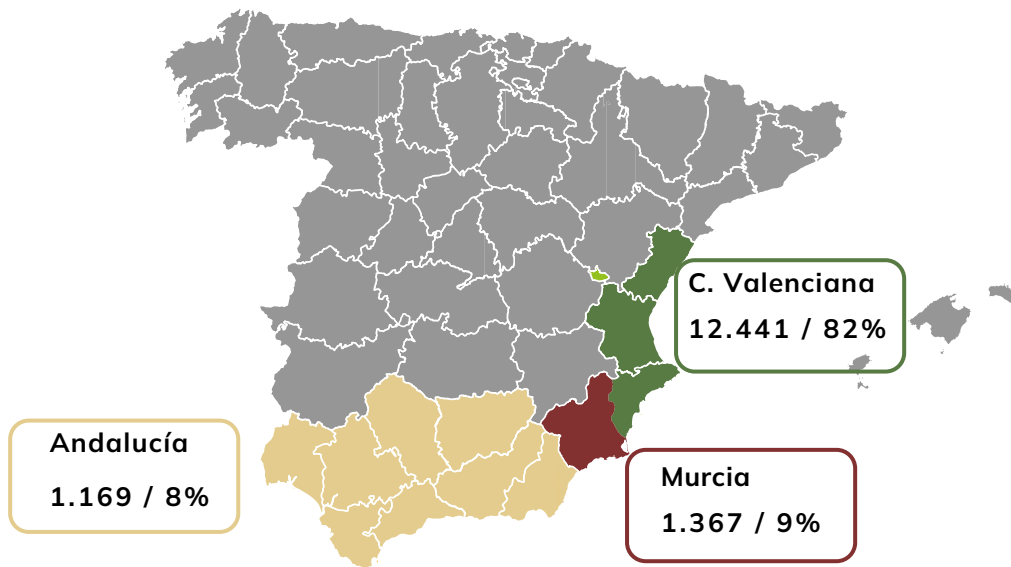 C. Valenciana
12.441 / 82%
Andalucía
1.169 / 8%
Murcia
1.367 / 9%